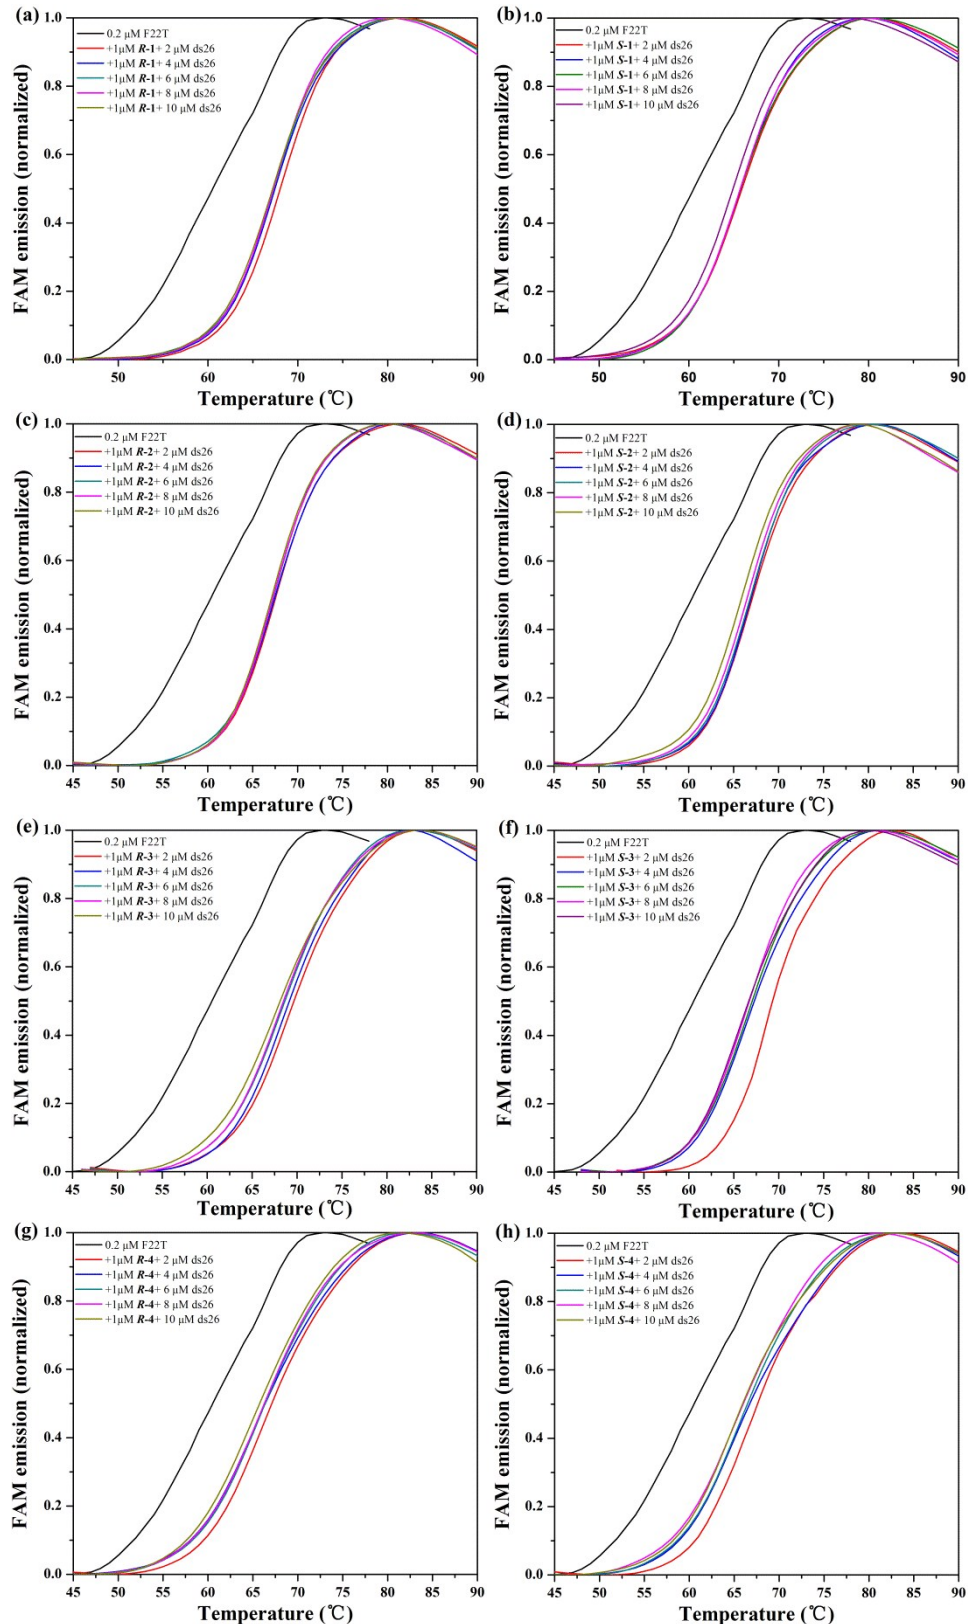 (a)
0.2 μM F22T
+1μM R-1+ 2 μM ds26
+1μM R-1+ 4 μM ds26
+1μM R-1+ 6 μM ds26
+1μM R-1+ 8 μM ds26
+1μM R-1+ 10 μM ds26
FAM emission (normalized)
1.0
0.8
0.6
0.4
0.2
0.0
50 55 60 65 70 75 80 85 90
Temperature (℃)
(b)
0.2 μM F22T
+1μM S-1+ 2 μM ds26
+1μM S-1+ 4 μM ds26
+1μM S-1+ 6 μM ds26
+1μM S-1+ 8 μM ds26
+1μM S-1+ 10 μM ds26
FAM emission (normalized)
1.0
0.8
0.6
0.4
0.2
0.0
45 50 55 60 65 70 75 80 85 90
Temperature (℃)
(c)
0.2 μM F22T
+1μM R-2+ 2 μM ds26
+1μM R-2+ 4 μM ds26
+1μM R-2+ 6 μM ds26
+1μM R-2+ 8 μM ds26
+1μM R-2+ 10 μM ds26
FAM emission (normalized)
1.0
0.8
0.6
0.4
0.2
0.0
45 50 55 60 65 70 75 80 85 90
Temperature (℃)
(d)
0.2 μM F22T
+1μM S-2+ 2 μM ds26
+1μM S-2+ 4 μM ds26
+1μM S-2+ 6 μM ds26
+1μM S-2+ 8 μM ds26
+1μM S-2+ 10 μM ds26
FAM emission (normalized)
1.0
0.8
0.6
0.4
0.2
0.0
45 50 55 60 65 70 75 80 85 90
Temperature (℃)
(e)
0.2 μM F22T
+1μM R-3+ 2 μM ds26
+1μM R-3+ 4 μM ds26
+1μM R-3+ 6 μM ds26
+1μM R-3+ 8 μM ds26
+1μM R-3+ 10 μM ds26
FAM emission (normalized)
1.0
0.8
0.6
0.4
0.2
0.0
45 50 55 60 65 70 75 80 85 90
Temperature (℃)
(f)
0.2 μM F22T
+1μM S-3+ 2 μM ds26
+1μM S-3+ 4 μM ds26
+1μM S-3+ 6 μM ds26
+1μM S-3+ 8 μM ds26
+1μM S-3+ 10 μM ds26
FAM emission (normalized)
1.0
0.8
0.6
0.4
0.2
0.0
45 50 55 60 65 70 75 80 85 90
Temperature (℃)
(g)
0.2 μM F22T
+1μM R-4+ 2 μM ds26
+1μM R-4+ 4 μM ds26
+1μM R-4+ 6 μM ds26
+1μM R-4+ 8 μM ds26
+1μM R-4+ 10 μM ds26
FAM emission (normalized)
1.0
0.8
0.6
0.4
0.2
0.0
45 50 55 60 65 70 75 80 85 90
Temperature (℃)
(h)
0.2 μM F22T
+1μM S-4+ 2 μM ds26
+1μM S-4+ 4 μM ds26
+1μM S-4+ 6 μM ds26
+1μM S-4+ 8 μM ds26
+1μM S-4+ 10 μM ds26
FAM emission (normalized)
1.0
0.8
0.6
0.4
0.2
0.0
45 50 55 60 65 70 75 80 85 90
Temperature (℃)